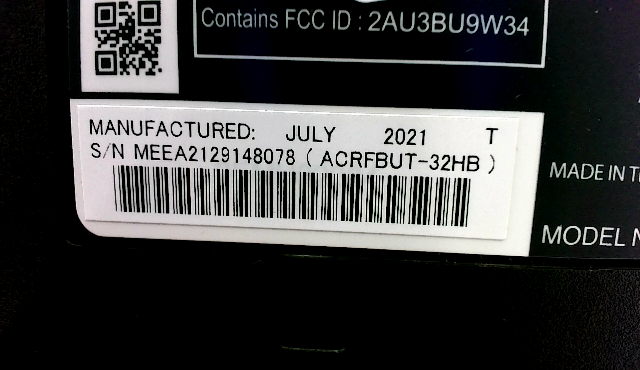 Contains FCC ID : 2AU3BU9W34
MANUFACTURED: JULY 2021 T
S/N MEEA2129148078 ( ACRFBUT-32HB )
MADE IN
MODEL